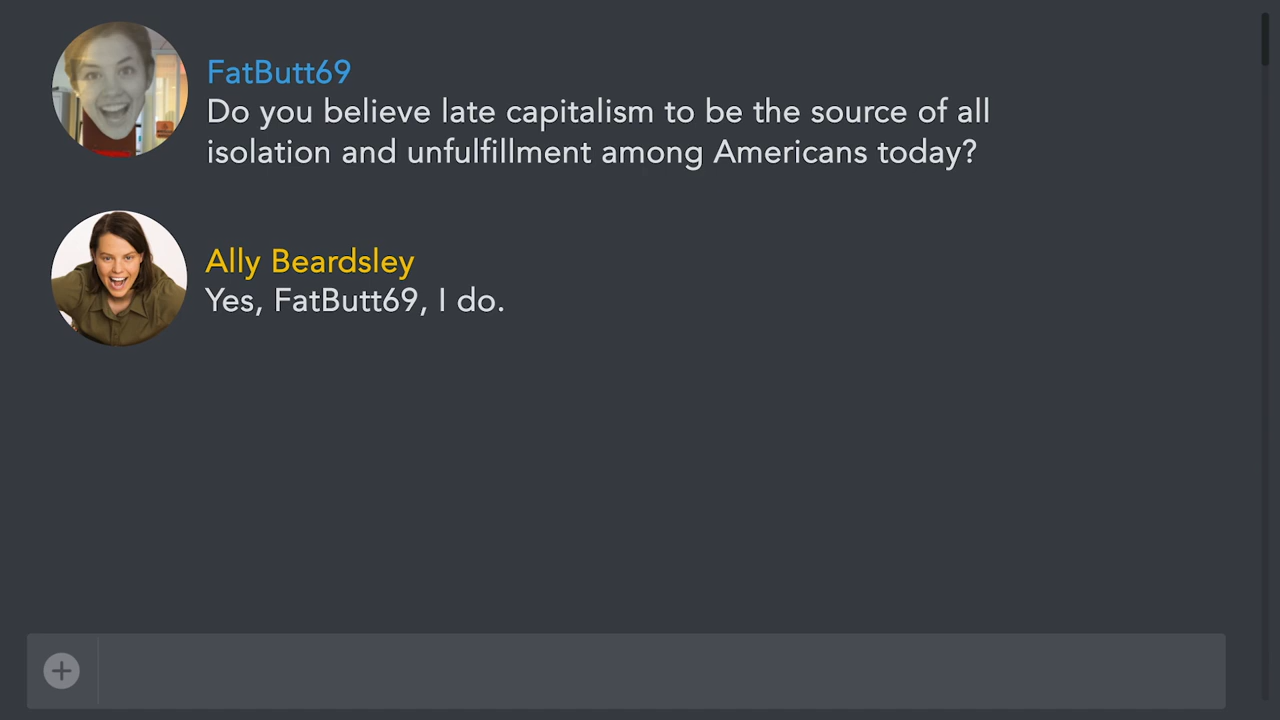 FatButt69
Do you believe late capitalism to be the source of all
isolation and unfulfillment among Americans today?
Ally Beardsley
Yes, FatButt69, I do.